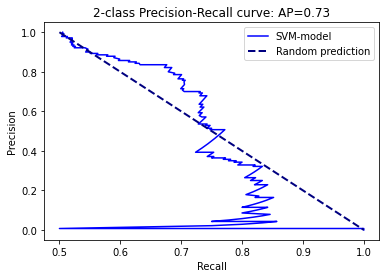 2-class Precision-Recall curve: AP=0.73
SVM-model
Random prediction
Precision
1.0
0.8
0.6
0.4
0.2
0.0
0.5 0.6 0.7 0.8 0.9 1.0
Recall